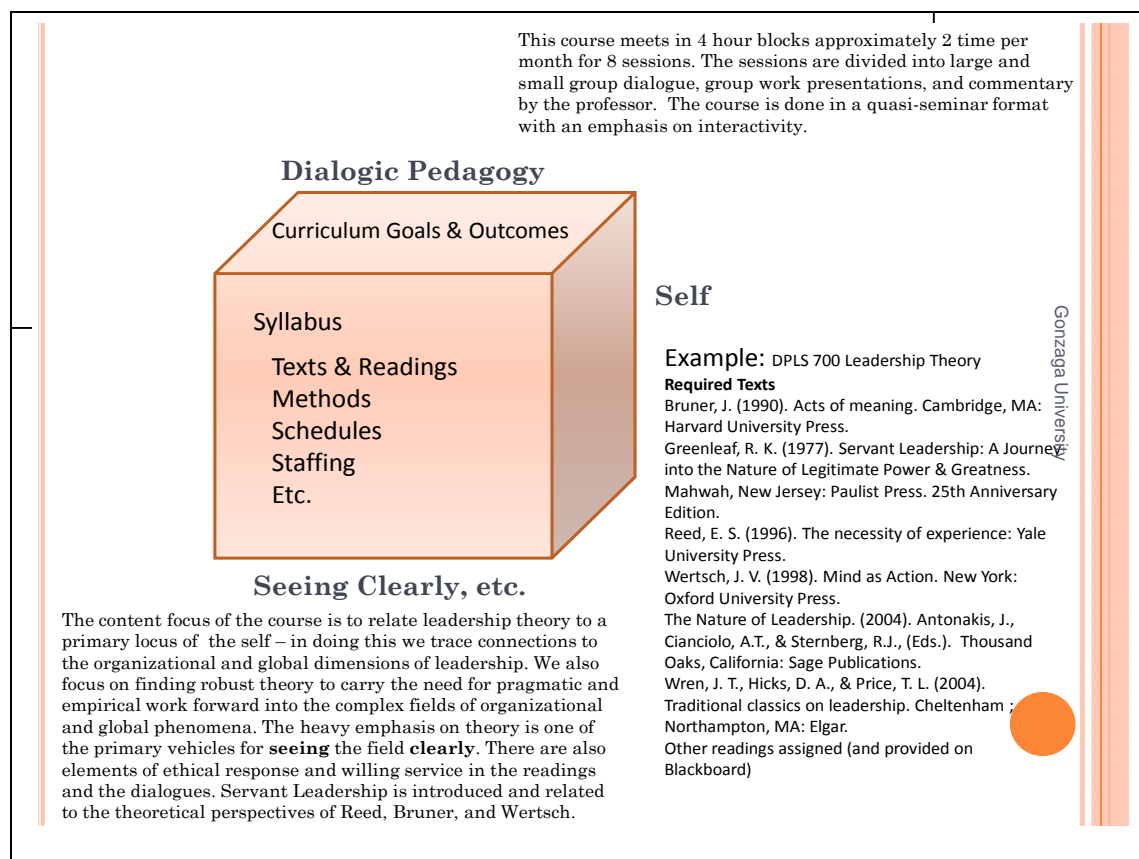 This course meets in 4 hour blocks approximately 2 time per
month for 8 sessions. The sessions are divided into large and
small group dialogue, group work presentations, and commentary
by the professor.  The course is done in a quasi-seminar format
with an emphasis on interactivity.
Dialogic Pedagogy
Curriculum Goals & Outcomes
Syllabus
Texts & Readings
Methods
Schedules
Staffing
Etc.
Self
Seeing Clearly, etc.
The content focus of the course is to relate leadership theory to a
primary locus of  the self – in doing this we trace connections to
the organizational and global dimensions of leadership. We also
focus on finding robust theory to carry the need for pragmatic and
empirical work forward into the complex fields of organizational
and global phenomena. The heavy emphasis on theory is one of
the primary vehicles for seeing the field clearly. There are also
elements of ethical response and willing service in the readings
and the dialogues. Servant Leadership is introduced and related
to the theoretical perspectives of Reed, Bruner, and Wertsch.
Example: DPLS 700 Leadership Theory
Required Texts
Bruner, J. (1990). Acts of meaning. Cambridge, MA:
Harvard University Press.
Greenleaf, R. K. (1977). Servant Leadership: A Journey
into the Nature of Legitimate Power & Greatness.
Mahwah, New Jersey: Paulist Press. 25th Anniversary
Edition.
Reed, E. S. (1996). The necessity of experience: Yale
University Press.
Wertsch, J. V. (1998). Mind as Action. New York:
Oxford University Press.
The Nature of Leadership. (2004). Antonakis, J.,
Cianciolo, A.T., & Sternberg, R.J., (Eds.).  Thousand
Oaks, California: Sage Publications.
Wren, J. T., Hicks, D. A., & Price, T. L. (2004).
Traditional classics on leadership. Cheltenham ;
Northampton, MA: Elgar.
Other readings assigned (and provided on
Blackboard)
Gonzaga University